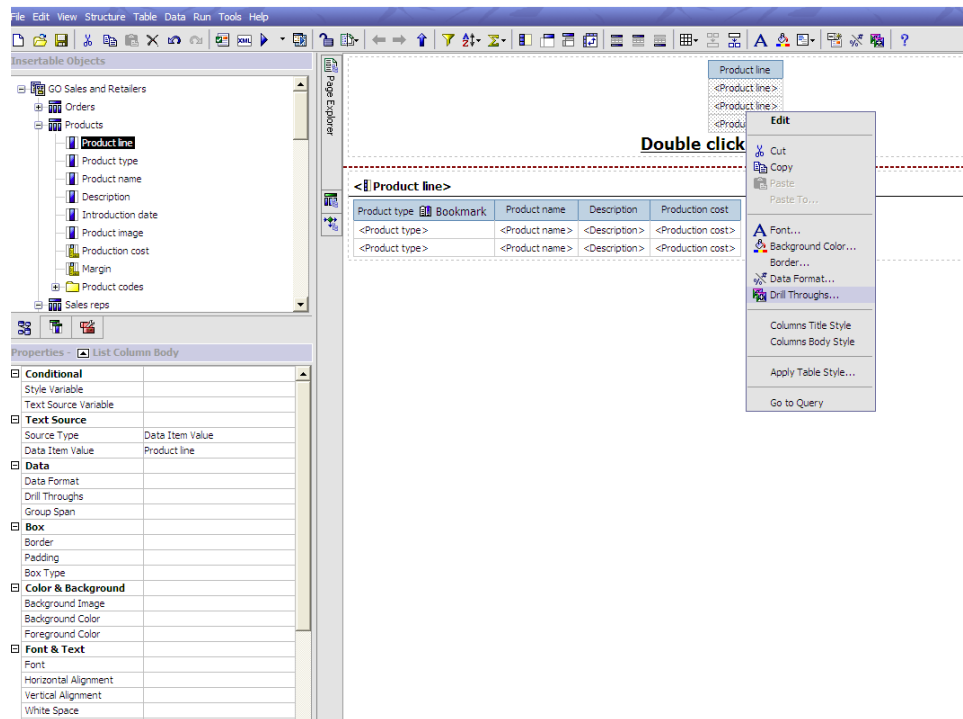 File Edit View Structure Table Data Run Tools Help
Insertable Objects
GO Sales and Retailers
Orders
Products
Product line
Product type
Product name
Description
Introduction date
Product image
Production cost
Margin
Product codes
Sales reps
Properties - List Column Body
Conditional
Style Variable
Text Source Variable
Text Source
Source Type Data Item Value
Data Item Value Product line
Data
Data Format
Drill Throughs
Group Span
Box
Border
Padding
Box Type
Color & Background
Background Image
Background Color
Foreground Color
Font & Text
Font
Horizontal Alignment
Vertical Alignment
White Space
Page Explorer
Product line
<Product line>
<Product line>
<Produ
Double click
<Product line>
Product type Bookmark Product name Description Production cost
<Product type> <Product name> <Description> <Production cost>
<Product type> <Product name> <Description> <Production cost>
Edit
Cut
Copy
Paste
Paste To...
Font...
Background Color...
Border...
Data Format...
Drill Throughs...
Columns Title Style
Columns Body Style
Apply Table Style...
Go to Query